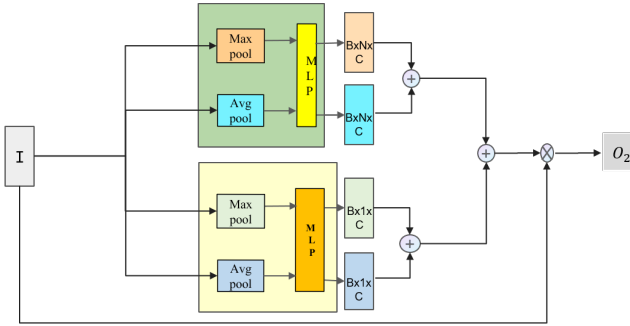 Max
pool
M
L
P
BxNx
C
+
Avg
pool
BxNx
C
I
+
X
O₂
Max
pool
M
L
P
Bx1x
C
+
Avg
pool
Bx1x
C